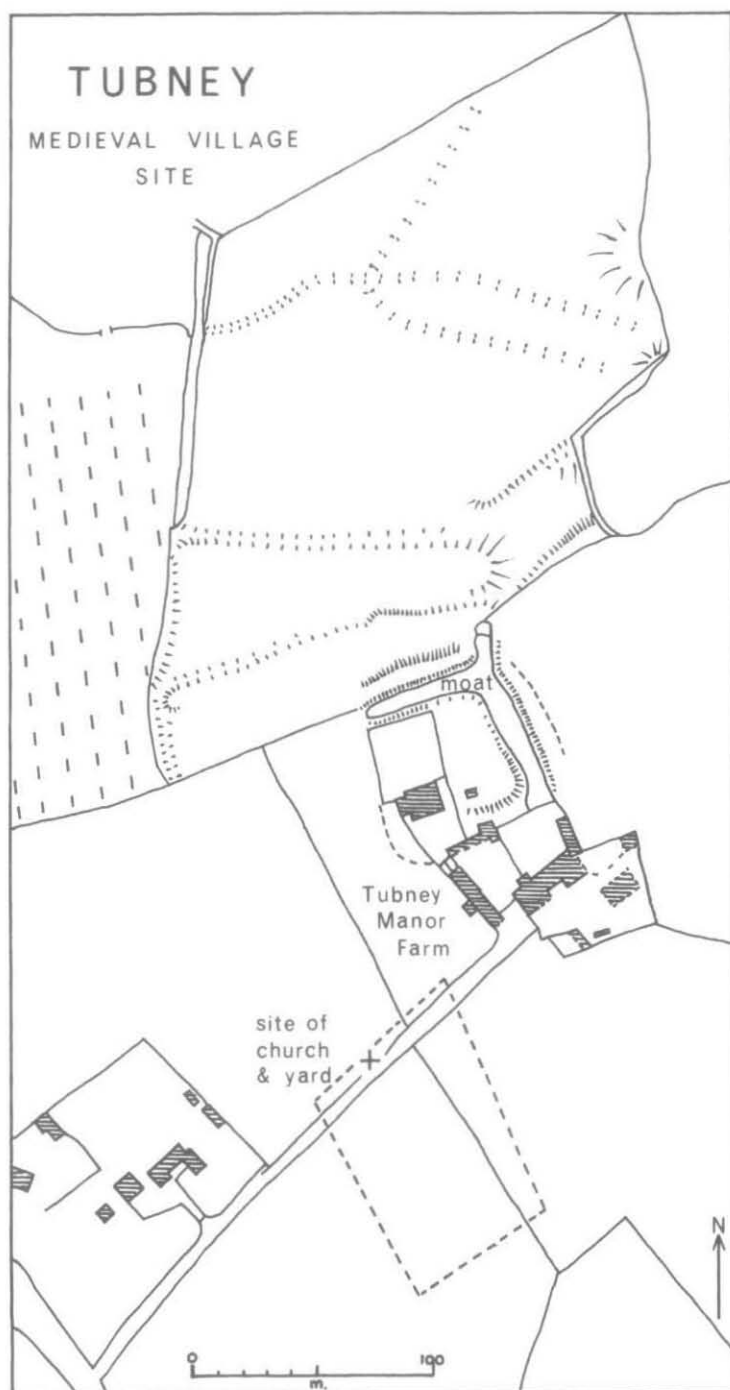 TUBNEY
MEDIEVAL VILLAGE
SITE
moat
Tubney
Manor
Farm
site of
church
& yard
N
0 100
m.